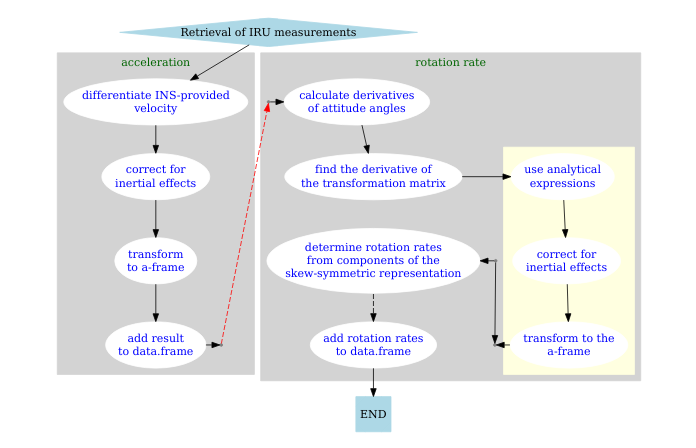 Retrieval of IRU measurements
acceleration
differentiate INS-provided
velocity
correct for
inertial effects
transform
to a-frame
add result
to data.frame
rotation rate
calculate derivatives
of attitude angles
find the derivative of
the transformation matrix
use analytical
expressions
correct for
inertial effects
transform to the
a-frame
determine rotation rates
from components of the
skew-symmetric representation
add rotation rates
to data.frame
END